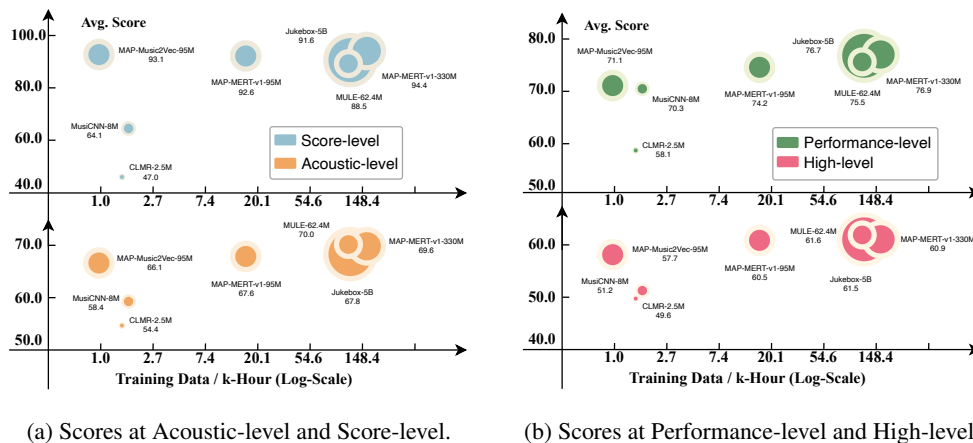 Avg. Score
100.0
80.0
60.0
40.0
MAP-Music2Vec-95M
93.1
MAP-MERT-v1-95M
92.6
Jukebox-5B
91.6
MAP-MERT-v1-330M
94.4
MULE-62.4M
88.5
MusiCNN-8M
64.1
CLMR-2.5M
47.0
Score-level
Acoustic-level
1.0 2.7 7.4 20.1 54.6 148.4
70.0
60.0
50.0
MAP-Music2Vec-95M
66.1
MAP-MERT-v1-95M
67.6
MULE-62.4M
70.0
MAP-MERT-v1-330M
69.6
Jukebox-5B
67.8
MusiCNN-8M
58.4
CLMR-2.5M
54.4
1.0 2.7 7.4 20.1 54.6 148.4
Training Data / k-Hour (Log-Scale)
(a) Scores at Acoustic-level and Score-level.
Avg. Score
80.0
70.0
60.0
50.0
MAP-Music2Vec-95M
71.1
MusiCNN-8M
70.3
CLMR-2.5M
58.1
MAP-MERT-v1-95M
74.2
Jukebox-5B
76.7
MULE-62.4M
75.5
MAP-MERT-v1-330M
76.9
Performance-level
High-level
1.0 2.7 7.4 20.1 54.6 148.4
60.0
50.0
40.0
MAP-Music2Vec-95M
57.7
MusiCNN-8M
51.2
CLMR-2.5M
49.6
MAP-MERT-v1-95M
60.5
MULE-62.4M
61.6
MAP-MERT-v1-330M
60.9
Jukebox-5B
61.5
1.0 2.7 7.4 20.1 54.6 148.4
Training Data / k-Hour (Log-Scale)
(b) Scores at Performance-level and High-level